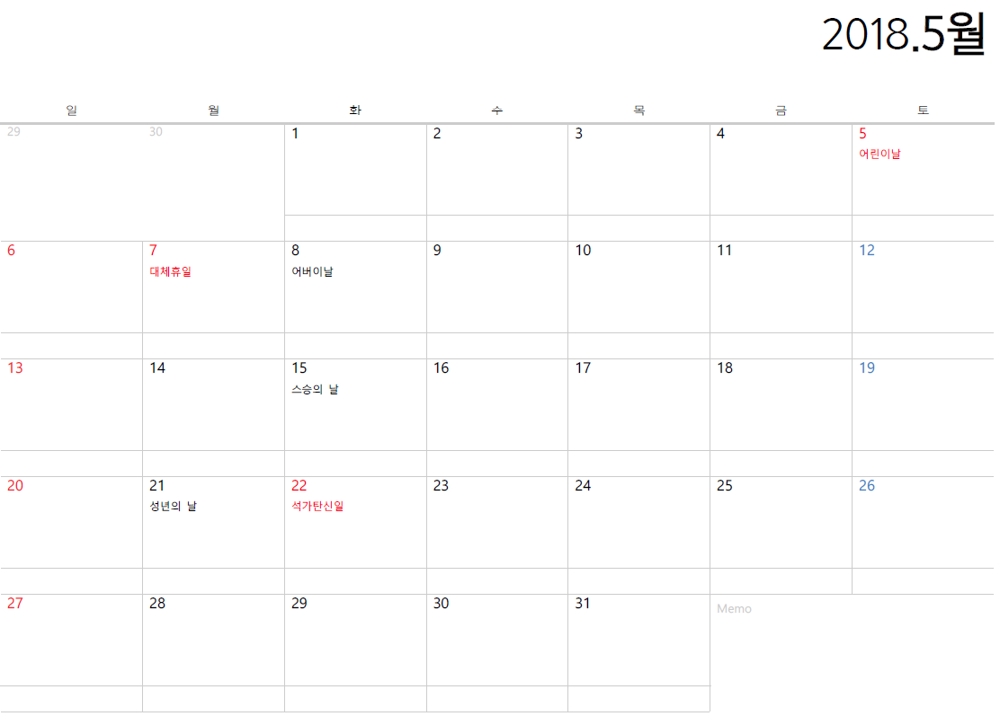 2018.5월
일 월 화 수 목 금 토
29 30 1 2 3 4 5
어린이날
6 7 8 9 10 11 12
대체휴일 어버이날
13 14 15 16 17 18 19
스승의 날
20 21 22 23 24 25 26
성년의 날 석가탄신일
27 28 29 30 31
Memo